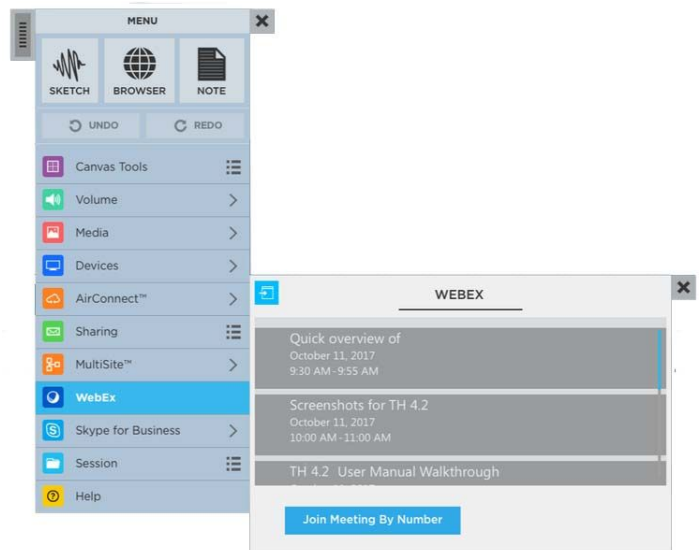 MENU
SKETCH BROWSER NOTE
UNDO REDO
Canvas Tools
Volume
Media
Devices
AirConnect™
Sharing
MultiSite™
WebEx
Skype for Business
Session
Help
WEBEX
Quick overview of
October 11, 2017
9:30 AM-9:55 AM
Screenshots for TH 4.2
October 11, 2017
10:00 AM-11:00 AM
TH 4.2 User Manual Walkthrough
Join Meeting By Number